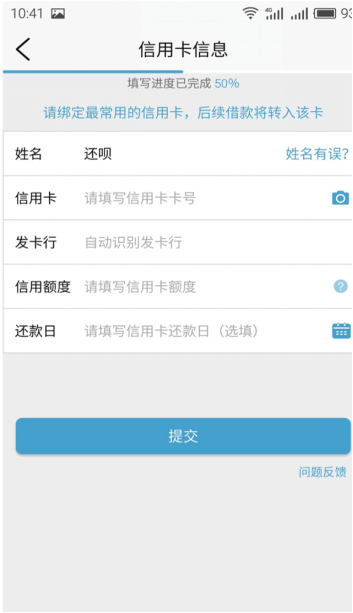 10:41 4G 93
信用卡信息
填写进度已完成 50%
请绑定最常用的信用卡，后续借款将转入该卡
姓名 还呗 姓名有误?
信用卡 请填写信用卡卡号
发卡行 自动识别发卡行
信用额度 请填写信用卡额度 ?
还款日 请填写信用卡还款日（选填）
提交
问题反馈